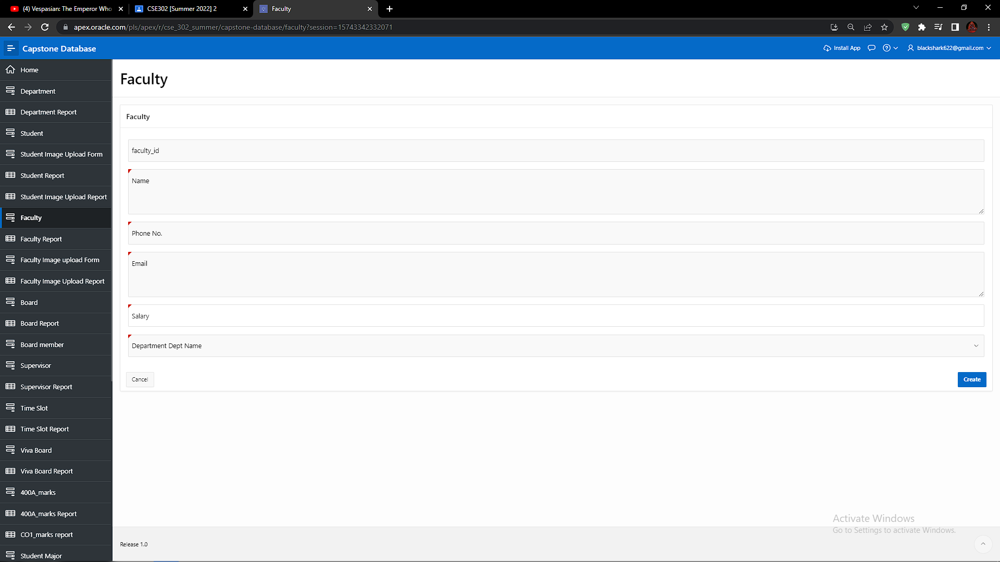 (4) Vespasian: The Emperor Who
CSE302 [Summer 2022] 2
Faculty
apex.oracle.com/pls/apex/r/cse_302_summer/capstone-database/faculty?session=15743342332071
Capstone Database
Install App
blackshark622@gmail.com
Home
Department
Department Report
Student
Student Image Upload Form
Student Report
Student Image Upload Report
Faculty
Faculty Report
Faculty Image upload Form
Faculty Image Upload Report
Board
Board Report
Board member
Supervisor
Supervisor Report
Time Slot
Time Slot Report
Viva Board
Viva Board Report
400A_marks
400A_marks Report
CO1_marks report
Student Major
Faculty
Faculty
faculty_id
Name
Phone No.
Email
Salary
Department Dept Name
Cancel
Create
Activate Windows
Go to Settings to activate Windows.
Release 1.0